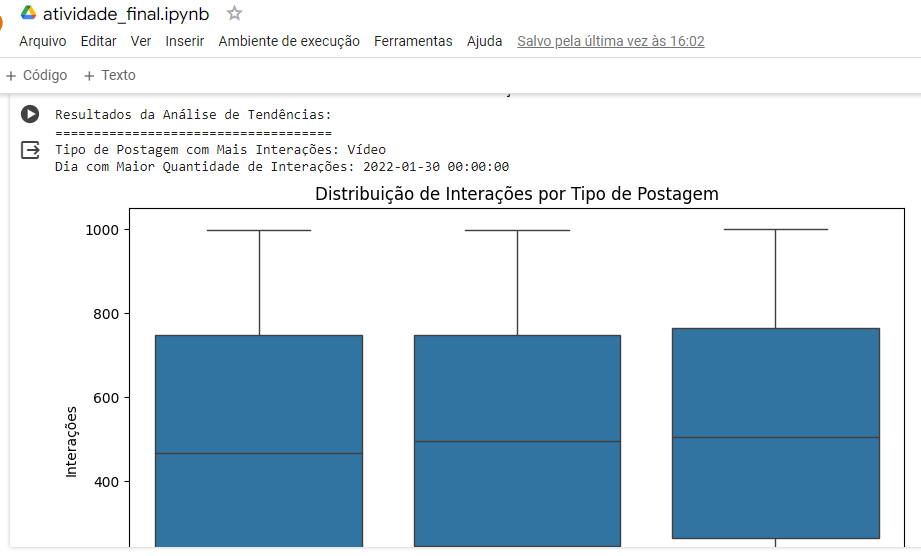 atividade_final.ipynb
Arquivo Editar Ver Inserir Ambiente de execução Ferramentas Ajuda Salvo pela última vez às 16:02
+ Código + Texto
Resultados da Análise de Tendências:
====================================
Tipo de Postagem com Mais Interações: Vídeo
Dia com Maior Quantidade de Interações: 2022-01-30 00:00:00
Distribuição de Interações por Tipo de Postagem
1000
800
600
400
Interações